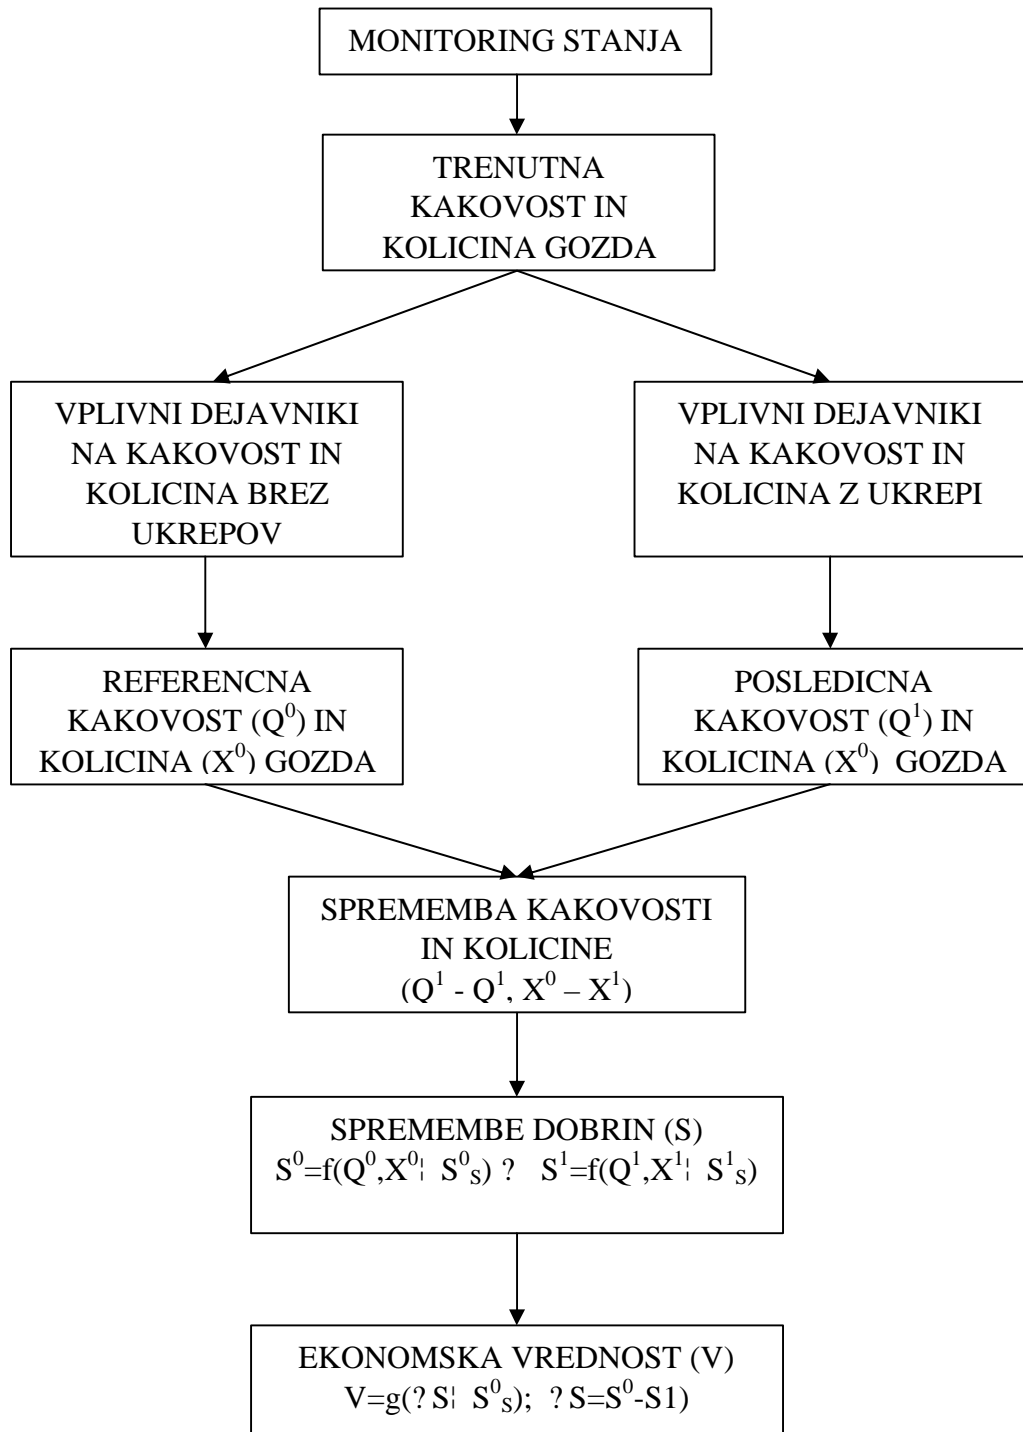 MONITORING STANJA
TRENUTNA
KAKOVOST IN
KOLICINA GOZDA
VPLIVNI DEJAVNIKI
NA KAKOVOST IN
KOLICINA BREZ
UKREPOV
VPLIVNI DEJAVNIKI
NA KAKOVOST IN
KOLICINA Z UKREPI
REFERENCNA
KAKOVOST (Q⁰) IN
KOLICINA (X⁰) GOZDA
POSLEDICNA
KAKOVOST (Q¹) IN
KOLICINA (X⁰) GOZDA
SPREMEMBA KAKOVOSTI
IN KOLICINE
(Q¹ - Q¹, X⁰ – X¹)
SPREMEMBE DOBRIN (S)
S⁰=f(Q⁰,X⁰¦ S⁰ₛ) ? S¹=f(Q¹,X¹¦ S¹ₛ)
EKONOMSKA VREDNOST (V)
V=g(? S¦ S⁰ₛ); ? S=S⁰-S1)